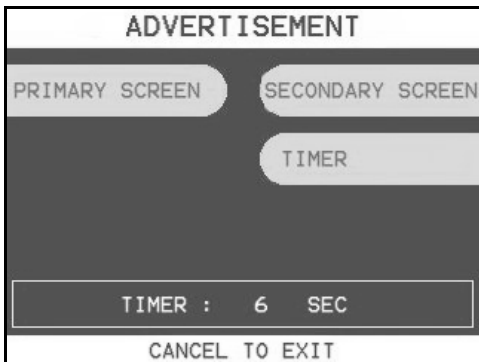 ADVERTISEMENT
PRIMARY SCREEN SECONDARY SCREEN
TIMER
TIMER : 6 SEC
CANCEL TO EXIT